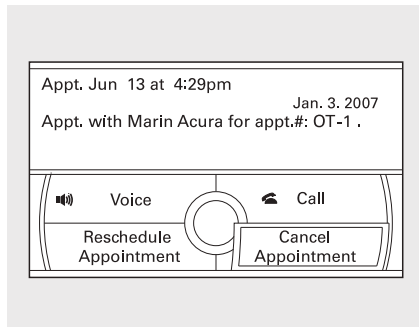 Appt. Jun 13 at 4:29pm
Jan. 3. 2007
Appt. with Marin Acura for appt.#: OT-1 .
Voice
Call
Reschedule
Appointment
Cancel
Appointment